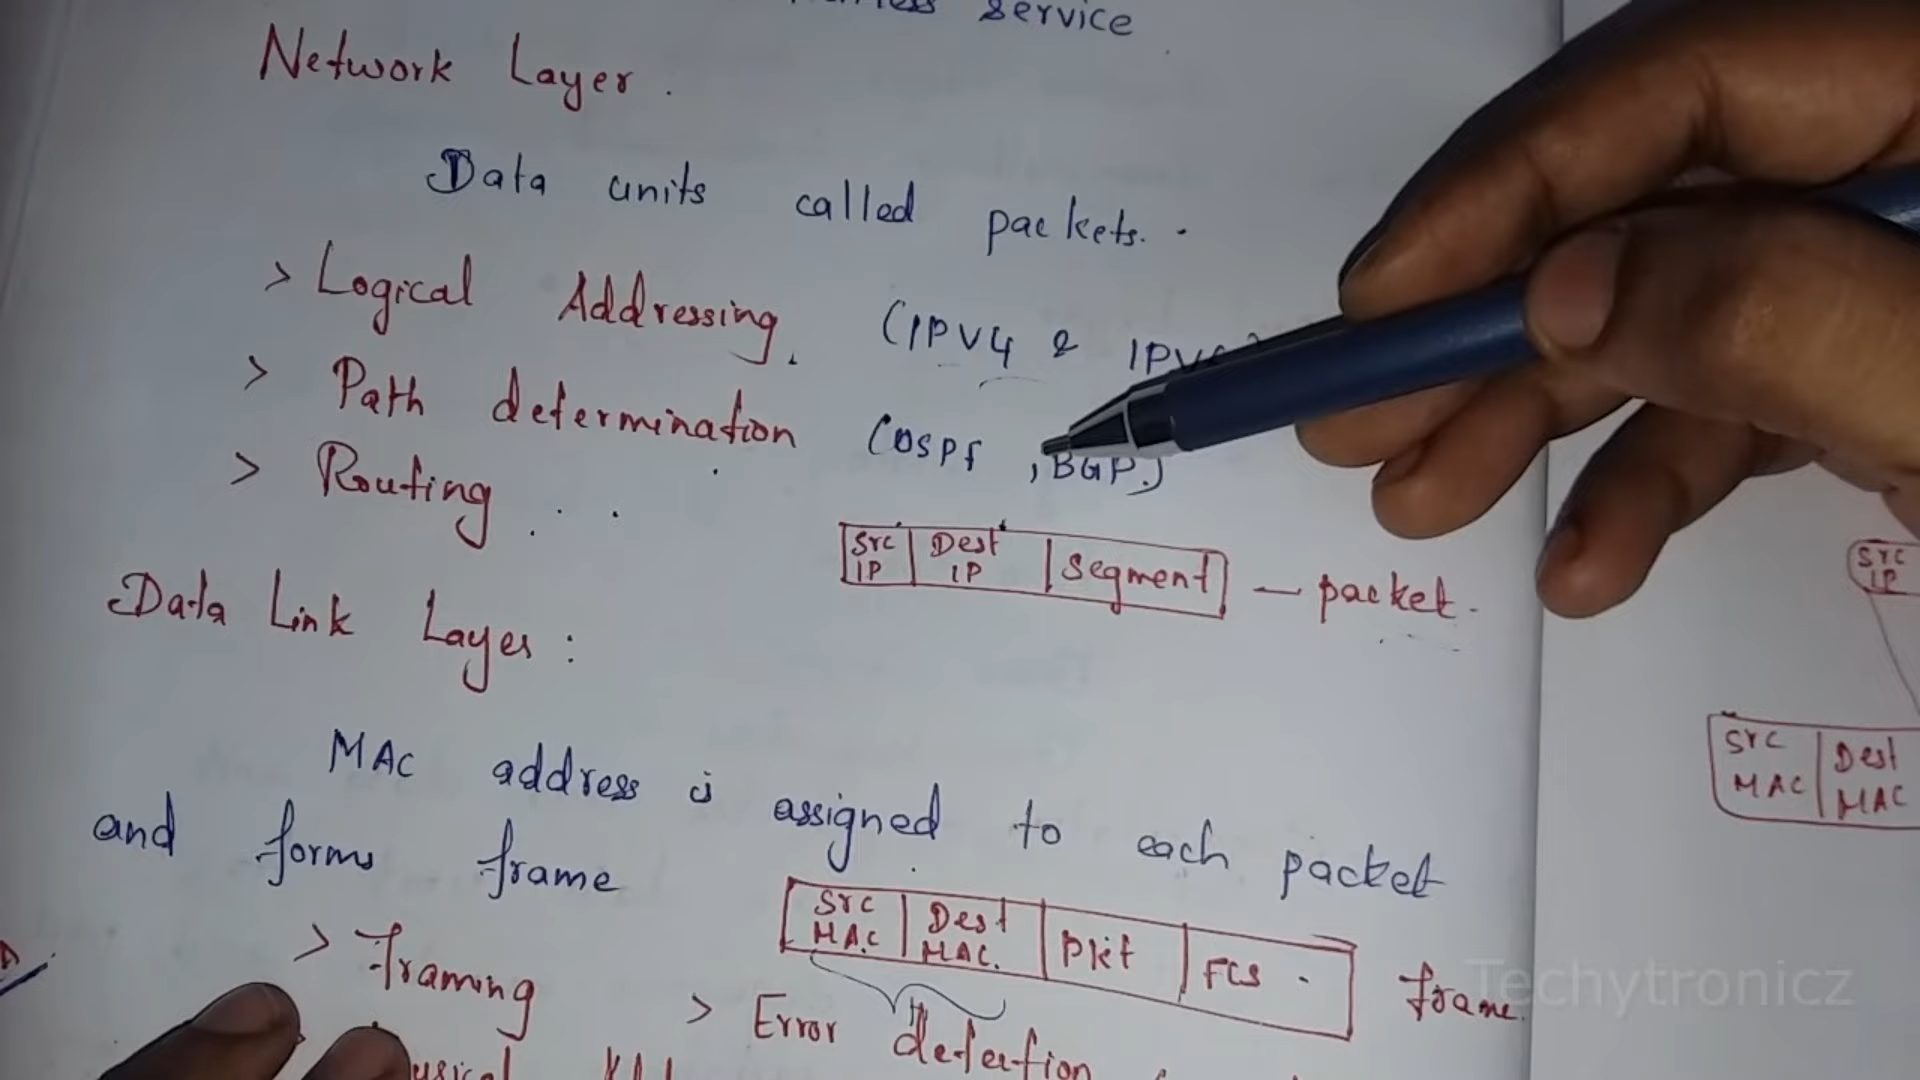 service
Network Layer.
Data units called packets.
> Logical Addressing. (IPV4 & IPV
> Path determination (OSPF, BGP.)
> Routing.
Src IP | Dest IP | Segment — packet.
Data Link Layer:
MAC address is assigned to each packet
and forms frame
Src MAC | Dest MAC. | Pkt | FCS. frame.
> Framing > Error detection
Src IP
Src MAC | Dest MAC
Techytronicz